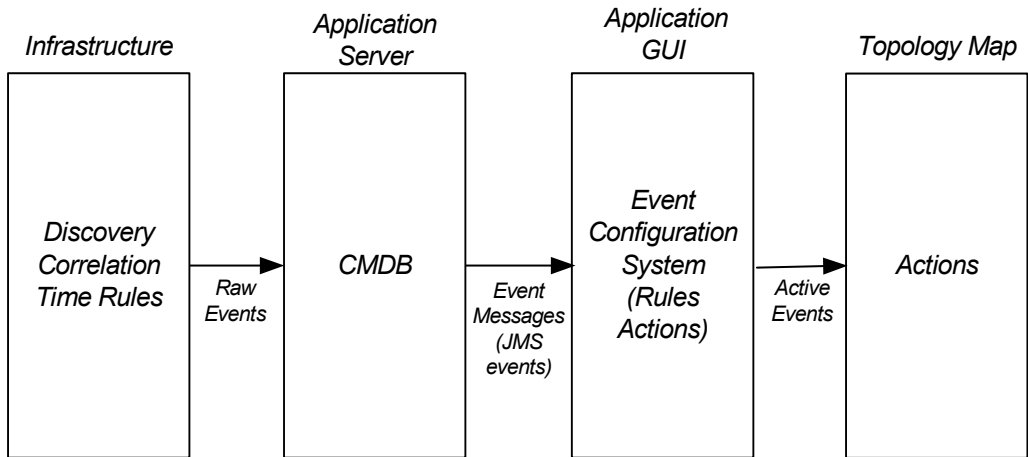 Infrastructure
Application
Server
Application
GUI
Topology Map
Discovery
Correlation
Time Rules
Raw
Events
CMDB
Event
Messages
(JMS
events)
Event
Configuration
System
(Rules
Actions)
Active
Events
Actions